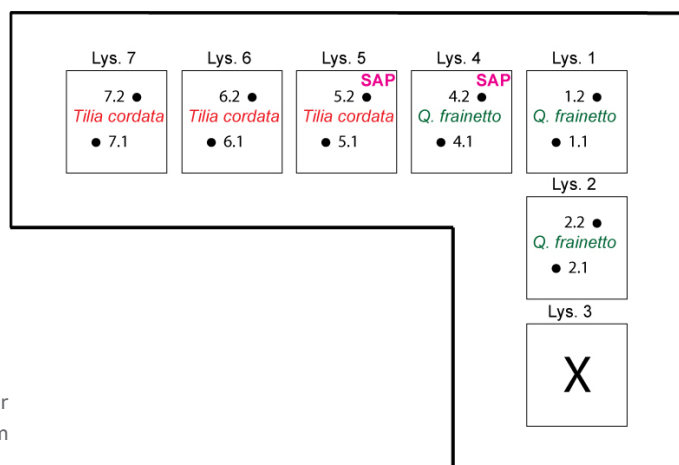 Lys. 7 Lys. 6 Lys. 5 Lys. 4 Lys. 1
SAP SAP
7.2 6.2 5.2 4.2 1.2
Tilia cordata Tilia cordata Tilia cordata Q. frainetto Q. frainetto
7.1 6.1 5.1 4.1 1.1
Lys. 2
2.2
Q. frainetto
2.1
Lys. 3
X
r